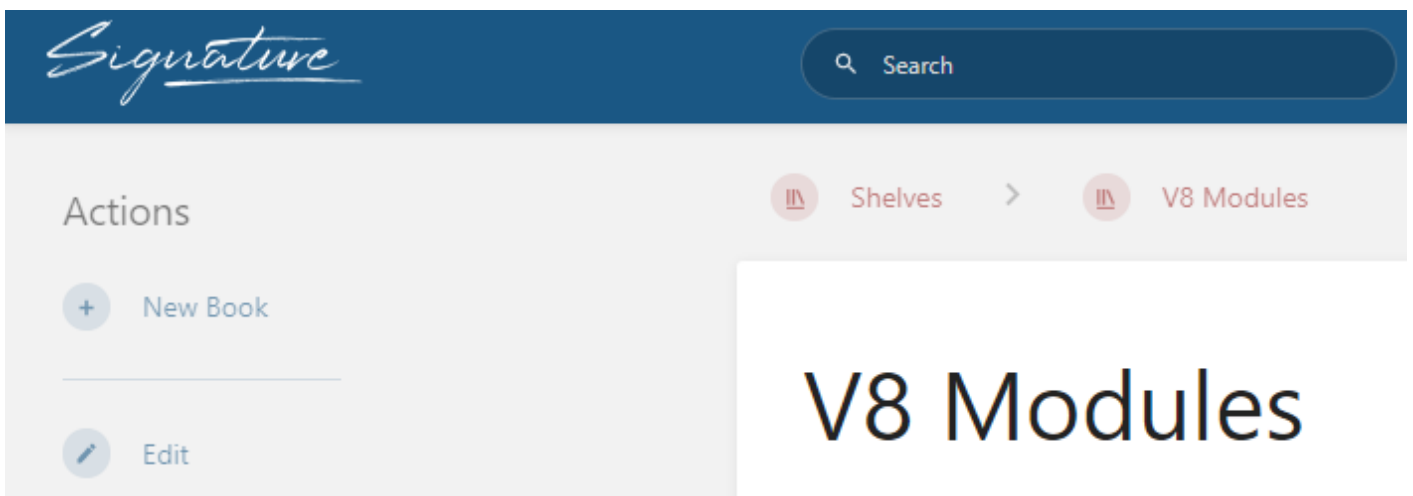 Signature
Search
Shelves > V8 Modules
Actions
+ New Book
Edit
V8 Modules